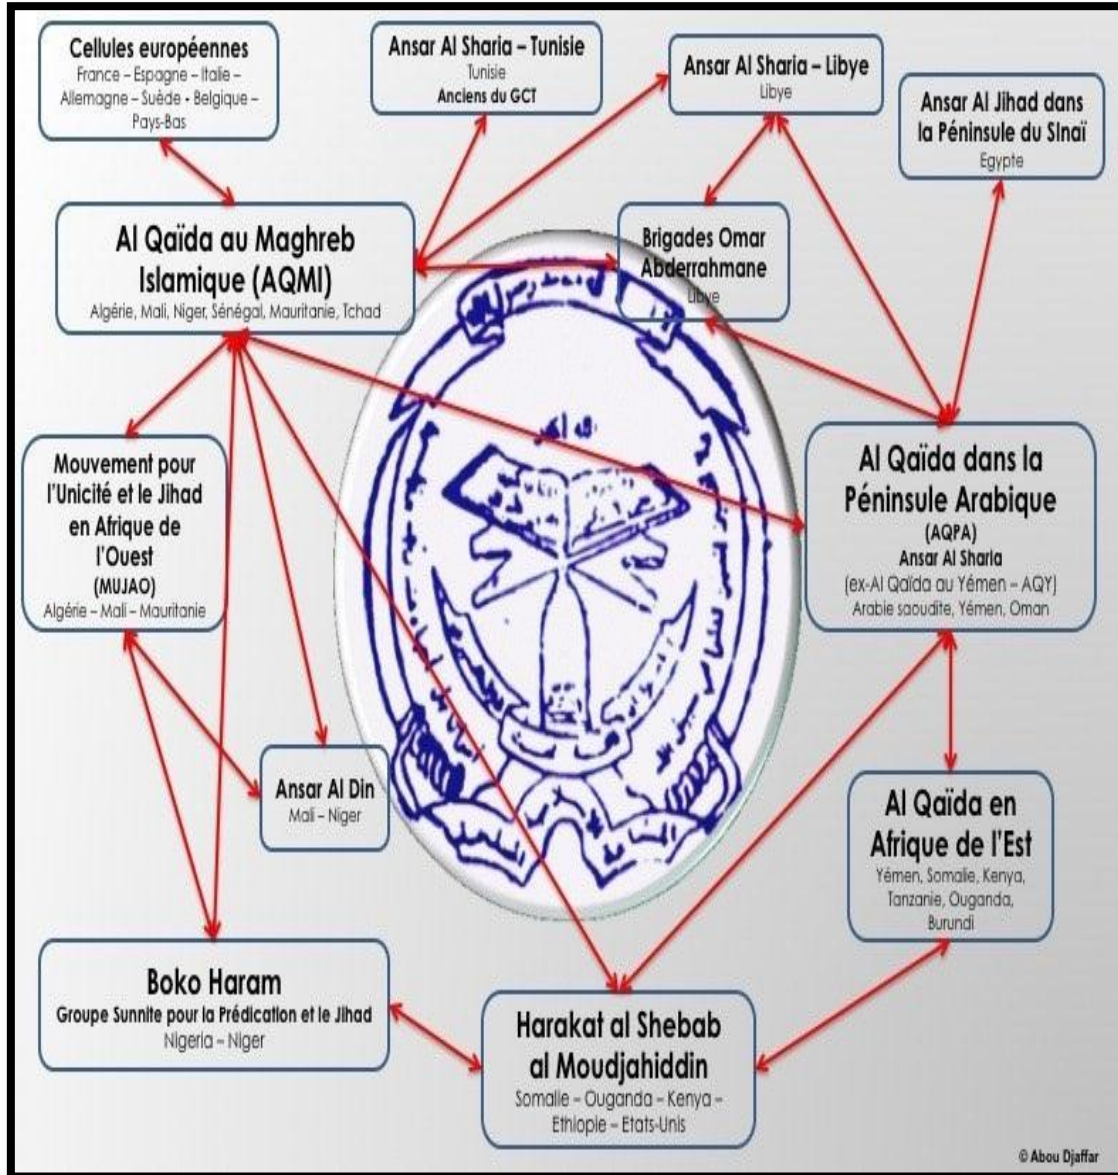 Cellules européennes
France – Espagne – Italie –
Allemagne – Suède - Belgique –
Pays-Bas
Ansar Al Sharia – Tunisie
Tunisie
Anciens du GCT
Ansar Al Sharia – Libye
Libye
Ansar Al Jihad dans
la Péninsule du Sinaï
Egypte
Al Qaïda au Maghreb
Islamique (AQMI)
Algérie, Mali, Niger, Sénégal, Mauritanie, Tchad
Brigades Omar
Abderrahmane
Libye
Mouvement pour
l'Unicité et le Jihad
en Afrique de
l'Ouest
(MUJAO)
Algérie – Mali – Mauritanie
Al Qaïda dans la
Péninsule Arabique
(AQPA)
Ansar Al Sharia
(ex-Al Qaïda au Yémen – AQY)
Arabie saoudite, Yémen, Oman
Ansar Al Din
Mali – Niger
Al Qaïda en
Afrique de l'Est
Yémen, Somalie, Kenya,
Tanzanie, Ouganda,
Burundi
Boko Haram
Groupe Sunnite pour la Prédication et le Jihad
Nigeria – Niger
Harakat al Shebab
al Moudjahiddin
Somalie – Ouganda – Kenya –
Ethiopie – Etats-Unis
© Abou Djaffar